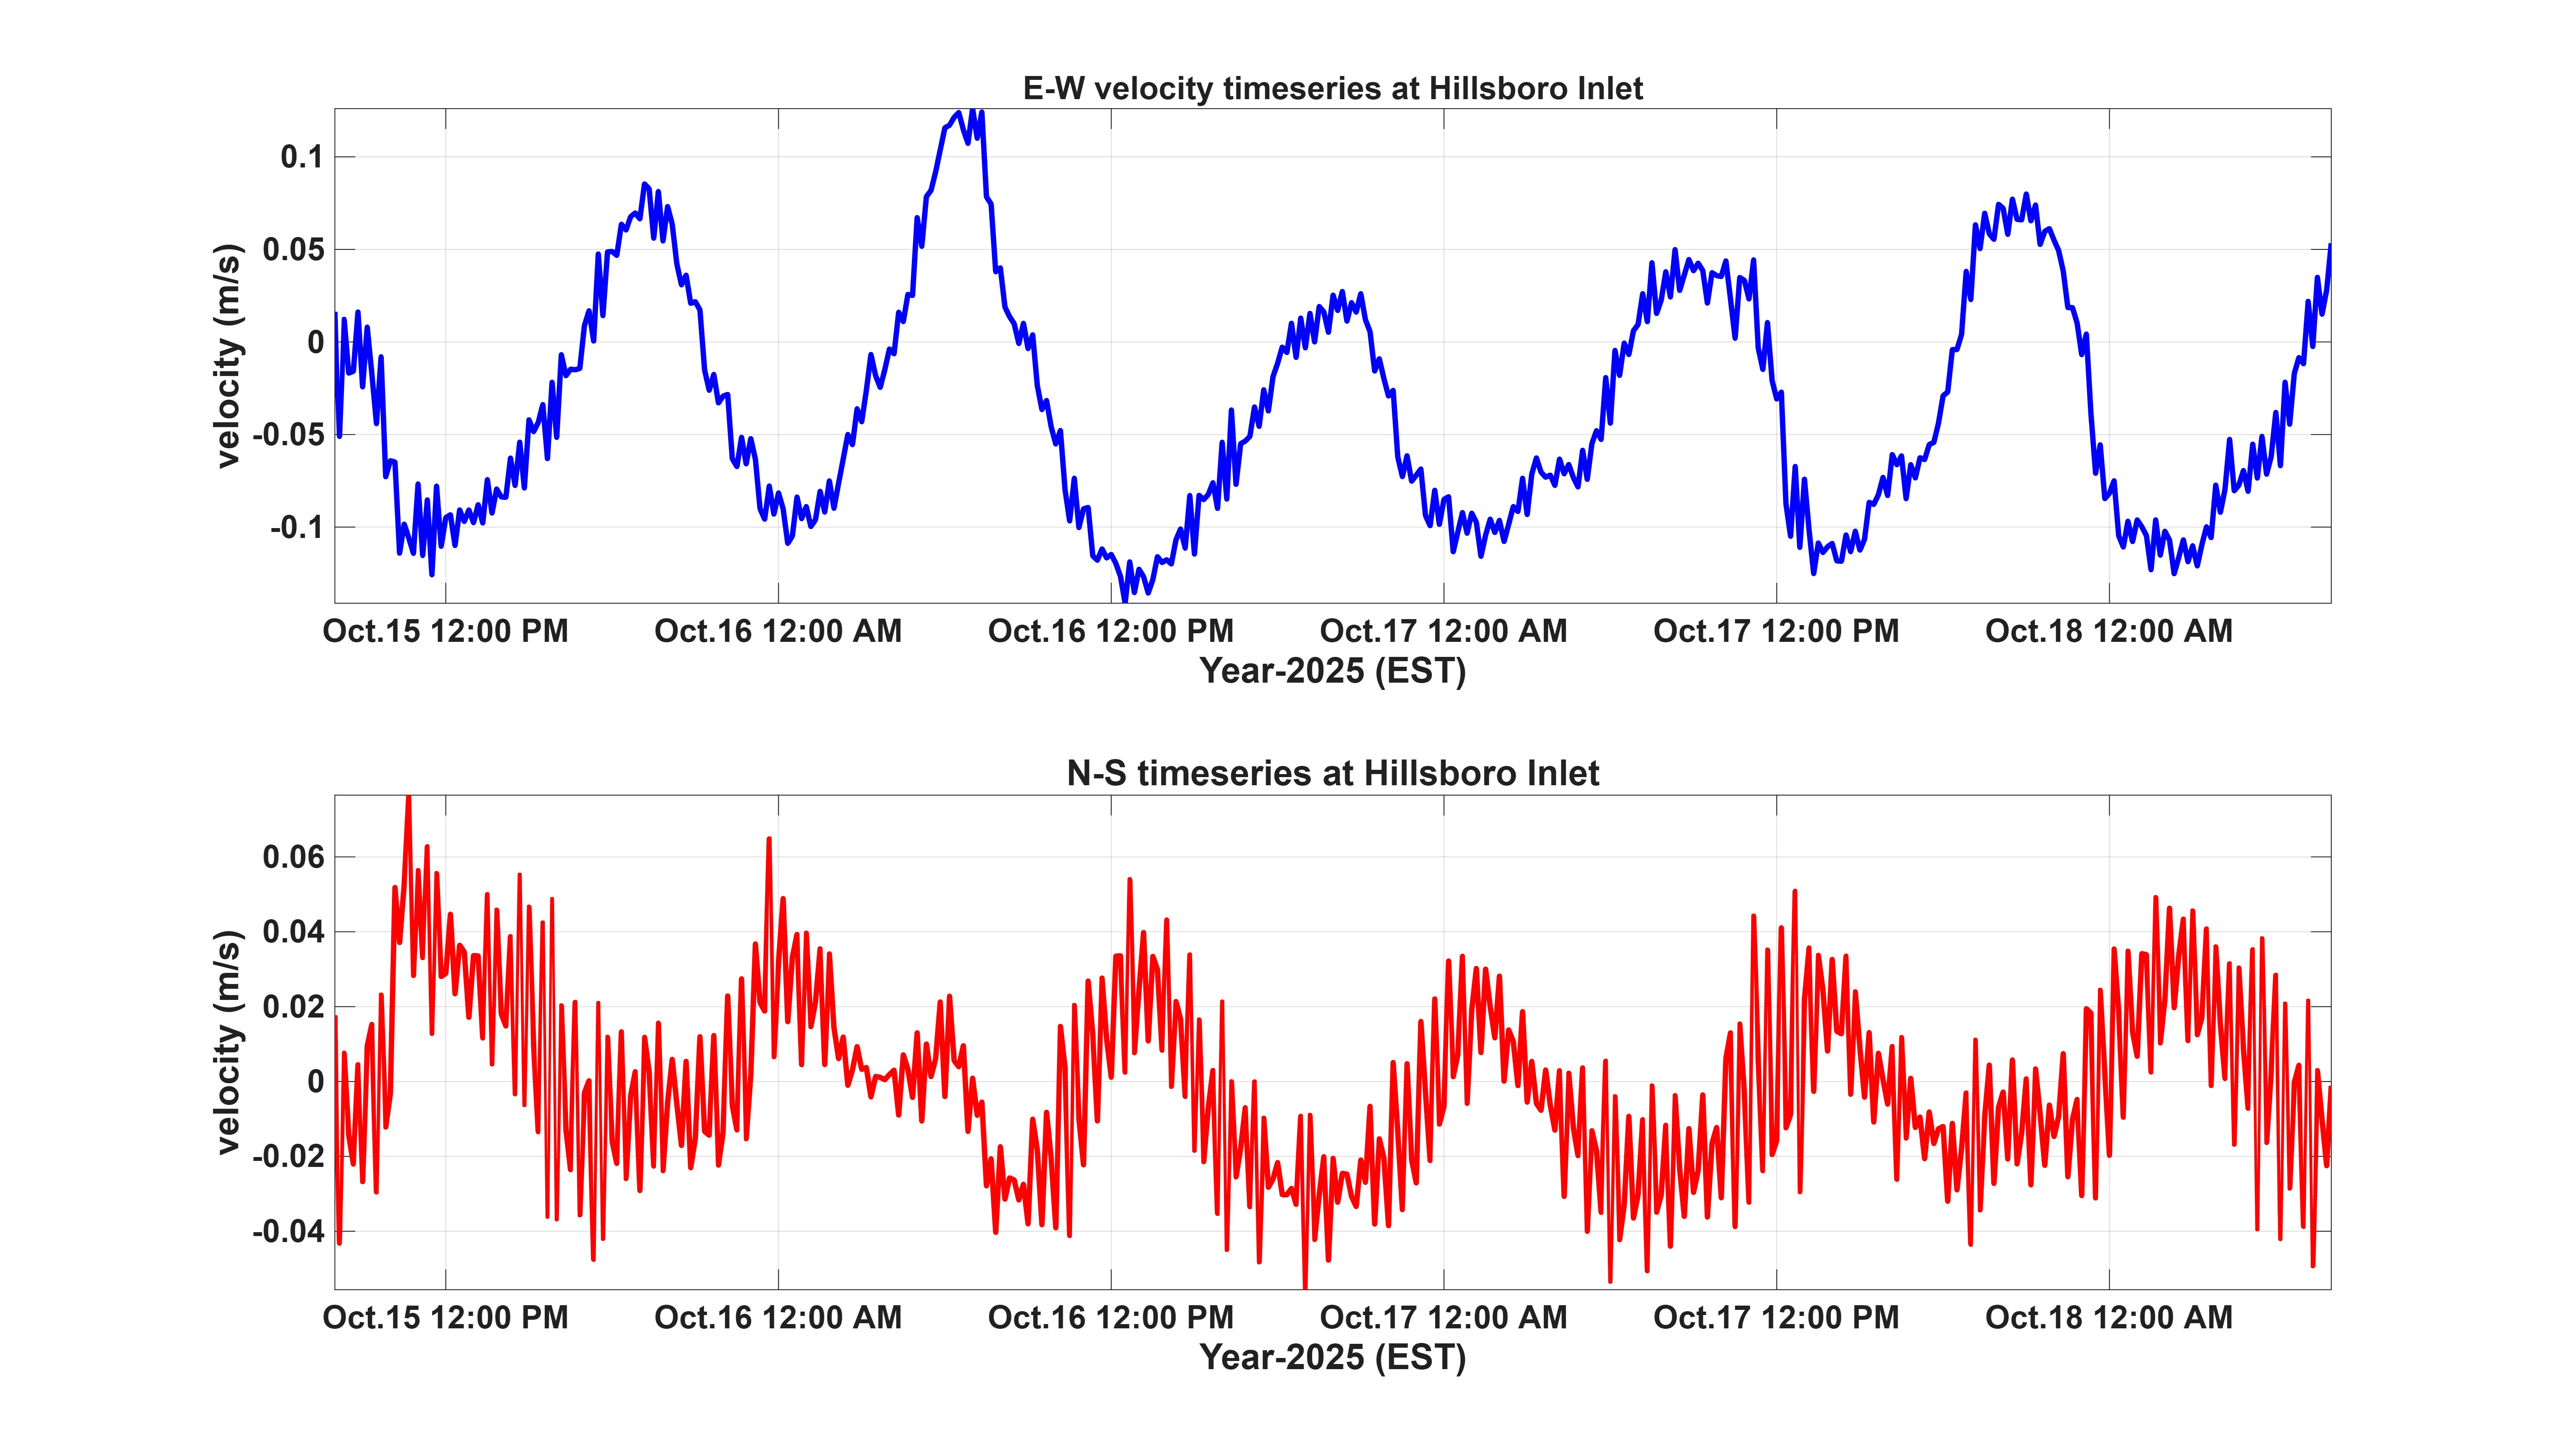 E-W velocity timeseries at Hillsboro Inlet
velocity (m/s)
0.1
0.05
0
-0.05
-0.1
Oct.15 12:00 PM
Oct.16 12:00 AM
Oct.16 12:00 PM
Oct.17 12:00 AM
Oct.17 12:00 PM
Oct.18 12:00 AM
Year-2025 (EST)
N-S timeseries at Hillsboro Inlet
velocity (m/s)
0.06
0.04
0.02
0
-0.02
-0.04
Oct.15 12:00 PM
Oct.16 12:00 AM
Oct.16 12:00 PM
Oct.17 12:00 AM
Oct.17 12:00 PM
Oct.18 12:00 AM
Year-2025 (EST)